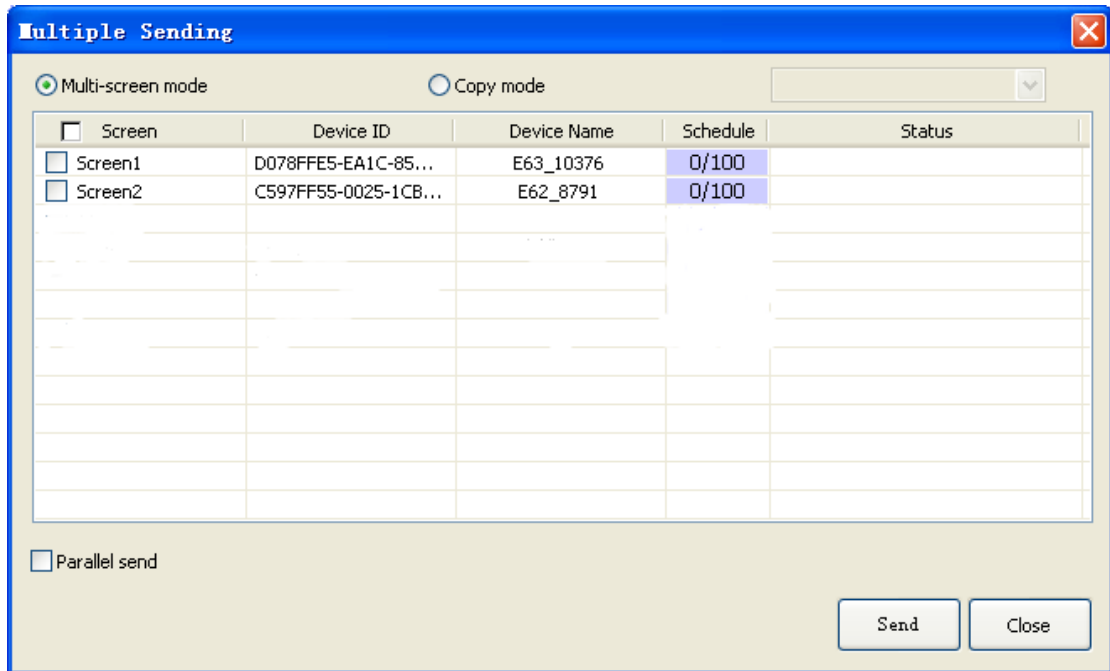 Multiple Sending
Multi-screen mode Copy mode
Screen Device ID Device Name Schedule Status
Screen1 D078FFE5-EA1C-85... E63_10376 0/100
Screen2 C597FF55-0025-1CB... E62_8791 0/100
Parallel send
Send Close